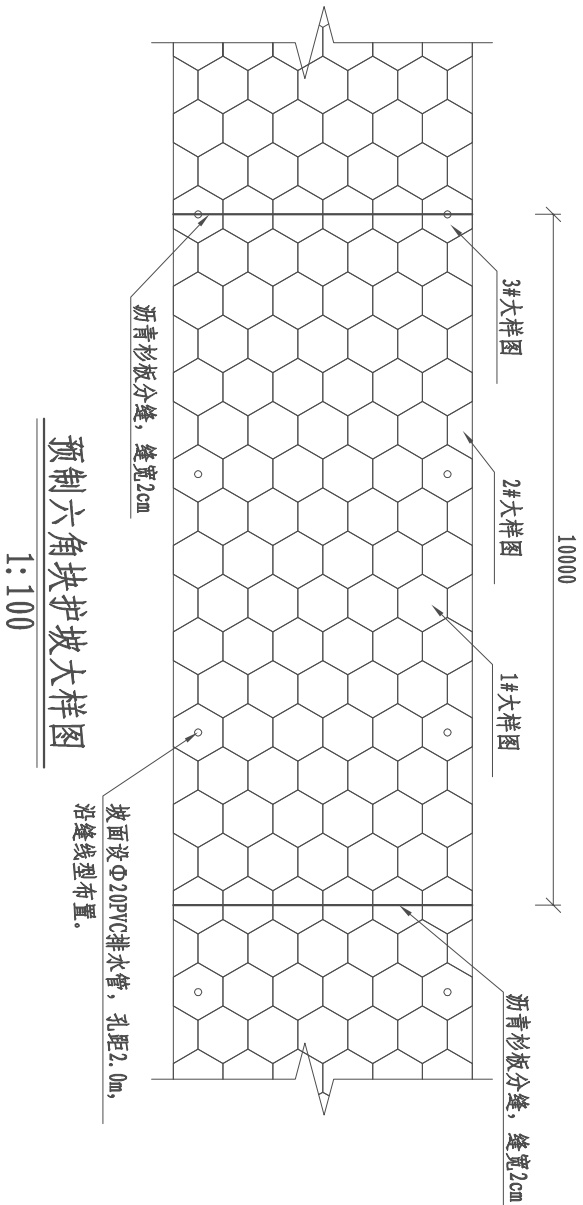 10000
3#大样图
2#大样图
1#大样图
沥青杉板分缝，缝宽2cm
沥青杉板分缝，缝宽2cm
坡面设Φ20PVC排水管，孔距2.0m，
沿缝线型布置。
预制六角块护坡大样图
1:100